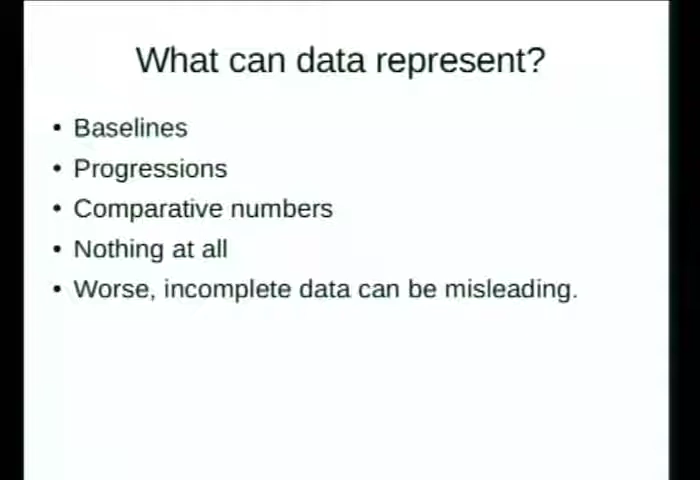 What can data represent?
• Baselines
• Progressions
• Comparative numbers
• Nothing at all
• Worse, incomplete data can be misleading.